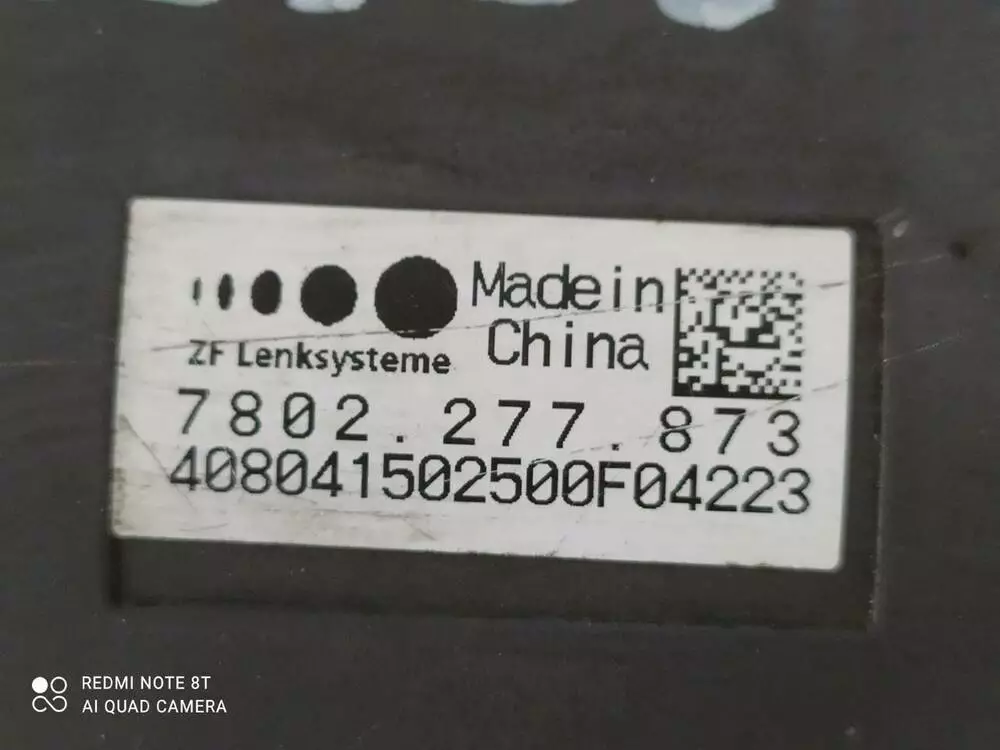 Made in
China
ZF Lenksysteme
7802.277.873
408041502500F04223
REDMI NOTE 8T
AI QUAD CAMERA